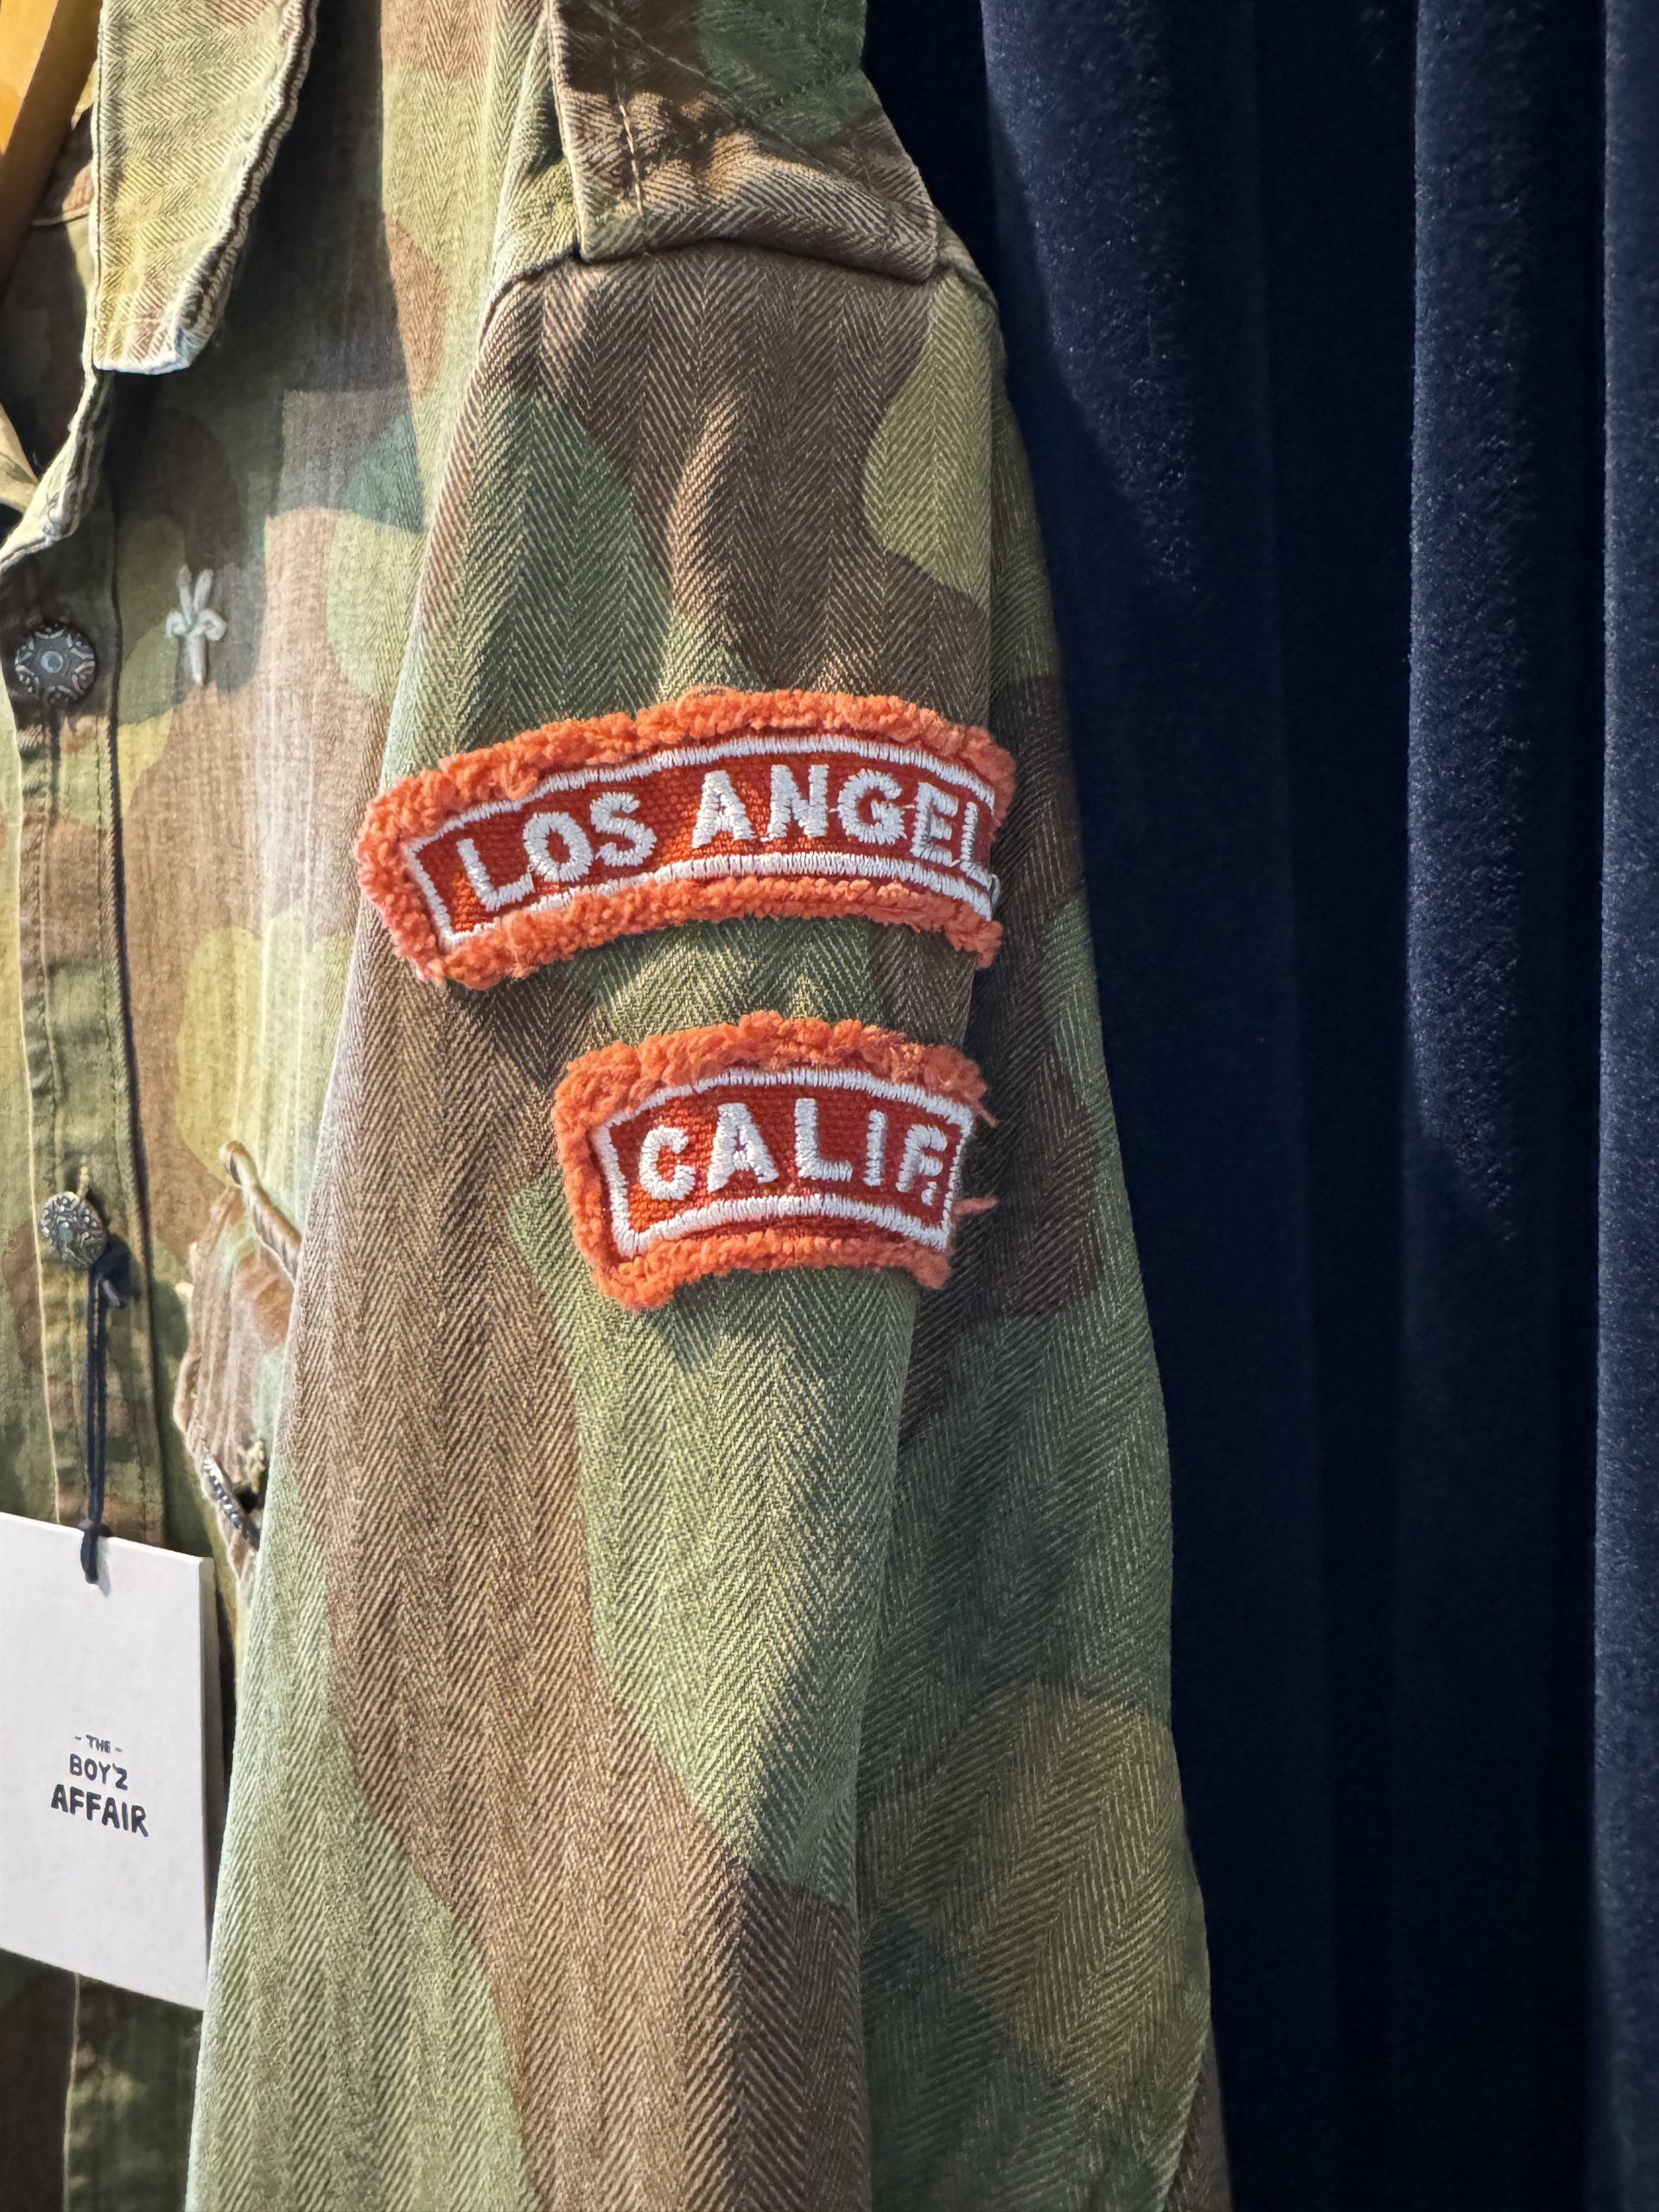 LOS ANGEL
CALIF.
- THE -
BOY'Z
AFFAIR